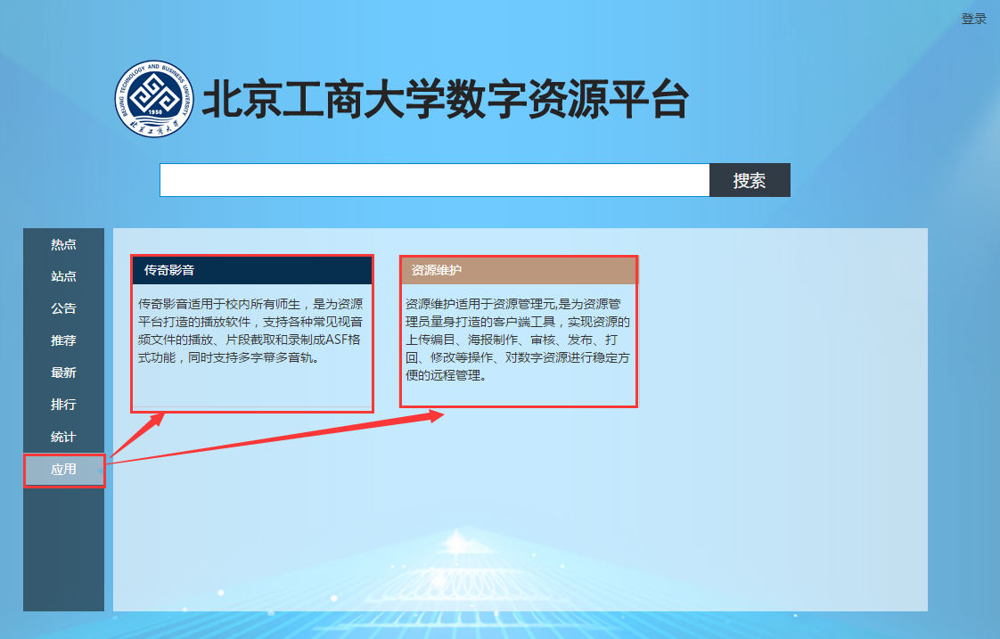 登录
BEIJING TECHNOLOGY AND BUSINESS UNIVERSITY
1950
北京工商大学
北京工商大学数字资源平台
搜索
热点
站点
公告
推荐
最新
排行
统计
应用
传奇影音
传奇影音适用于校内所有师生，是为资源
平台打造的播放软件，支持各种常见视音
频文件的播放、片段截取和录制成ASF格
式功能，同时支持多字幕多音轨。
资源维护
资源维护适用于资源管理元,是为资源管
理员量身打造的客户端工具，实现资源的
上传编目、海报制作、审核、发布、打
回、修改等操作、对数字资源进行稳定方
便的远程管理。